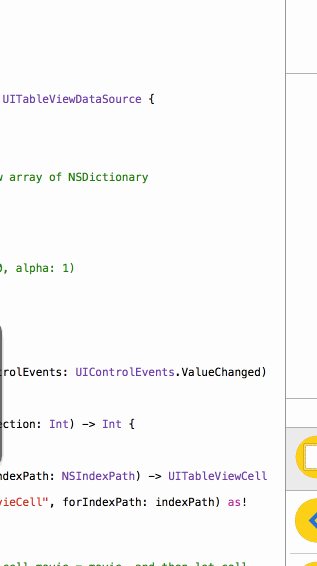 UITableViewDataSource {
array of NSDictionary
, alpha: 1)
rolEvents: UIControlEvents.ValueChanged)
ction: Int) -> Int {
ndexPath: NSIndexPath) -> UITableViewCell
vieCell", forIndexPath: indexPath) as!